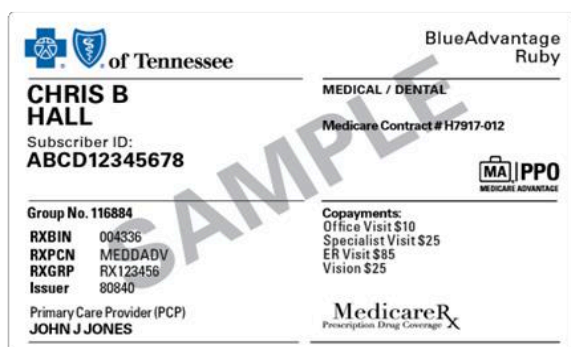 of Tennessee
BlueAdvantage
Ruby
CHRIS B
HALL
Subscriber ID:
ABCD12345678
MEDICAL / DENTAL
Medicare Contract # H7917-012
MA PPO
MEDICARE ADVANTAGE
SAMPLE
Group No. 116884
RXBIN 004336
RXPCN MEDDADV
RXGRP RX123456
Issuer 80840
Primary Care Provider (PCP)
JOHN J JONES
Copayments:
Office Visit $10
Specialist Visit $25
ER Visit $85
Vision $25
MedicareRx
Prescription Drug Coverage